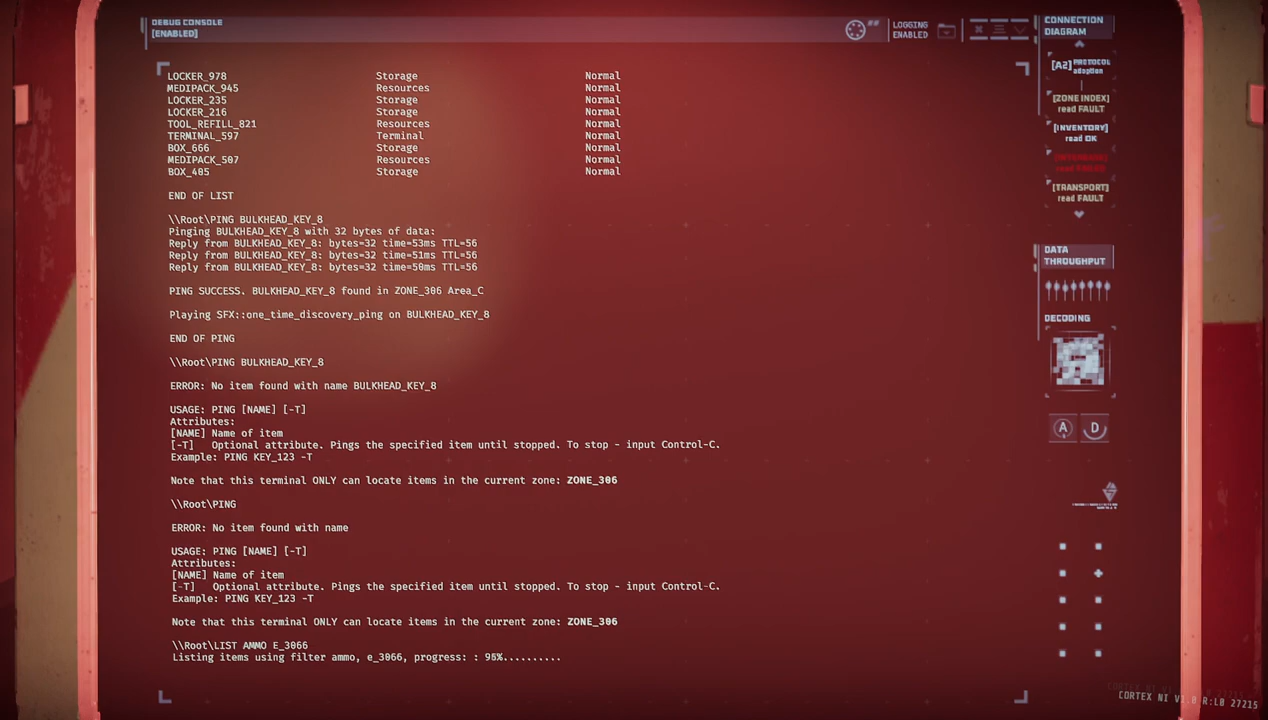 DEBUG CONSOLE
[ENABLED]
LOGGING
ENABLED
LOCKER_978 Storage Normal
MEDIPACK_945 Resources Normal
LOCKER_235 Storage Normal
LOCKER_216 Storage Normal
TOOL_REFILL_821 Resources Normal
TERMINAL_597 Terminal Normal
BOX_666 Storage Normal
MEDIPACK_507 Resources Normal
BOX_405 Storage Normal
END OF LIST
\\Root\PING BULKHEAD_KEY_8
Pinging BULKHEAD_KEY_8 with 32 bytes of data:
Reply from BULKHEAD_KEY_8: bytes=32 time=53ms TTL=56
Reply from BULKHEAD_KEY_8: bytes=32 time=51ms TTL=56
Reply from BULKHEAD_KEY_8: bytes=32 time=50ms TTL=56
PING SUCCESS. BULKHEAD_KEY_8 found in ZONE_306 Area_C
Playing SFX::one_time_discovery_ping on BULKHEAD_KEY_8
END OF PING
\\Root\PING BULKHEAD_KEY_8
ERROR: No item found with name BULKHEAD_KEY_8
USAGE: PING [NAME] [-T]
Attributes:
[NAME] Name of item
[-T] Optional attribute. Pings the specified item until stopped. To stop - input Control-C.
Example: PING KEY_123 -T
Note that this terminal ONLY can locate items in the current zone: ZONE_306
\\Root\PING
ERROR: No item found with name
USAGE: PING [NAME] [-T]
Attributes:
[NAME] Name of item
[-T] Optional attribute. Pings the specified item until stopped. To stop - input Control-C.
Example: PING KEY_123 -T
Note that this terminal ONLY can locate items in the current zone: ZONE_306
\\Root\LIST AMMO E_3066
Listing items using filter ammo, e_3066, progress: : 95%..........
CONNECTION
DIAGRAM
[A2] PROTOCOL
adaption
[ZONE INDEX]
read FAULT
[INVENTORY]
read OK
[TRANSPORT]
read FAULT
DATA
THROUGHPUT
DECODING
A D
CORTEX NI V1.0 R:L0 27215